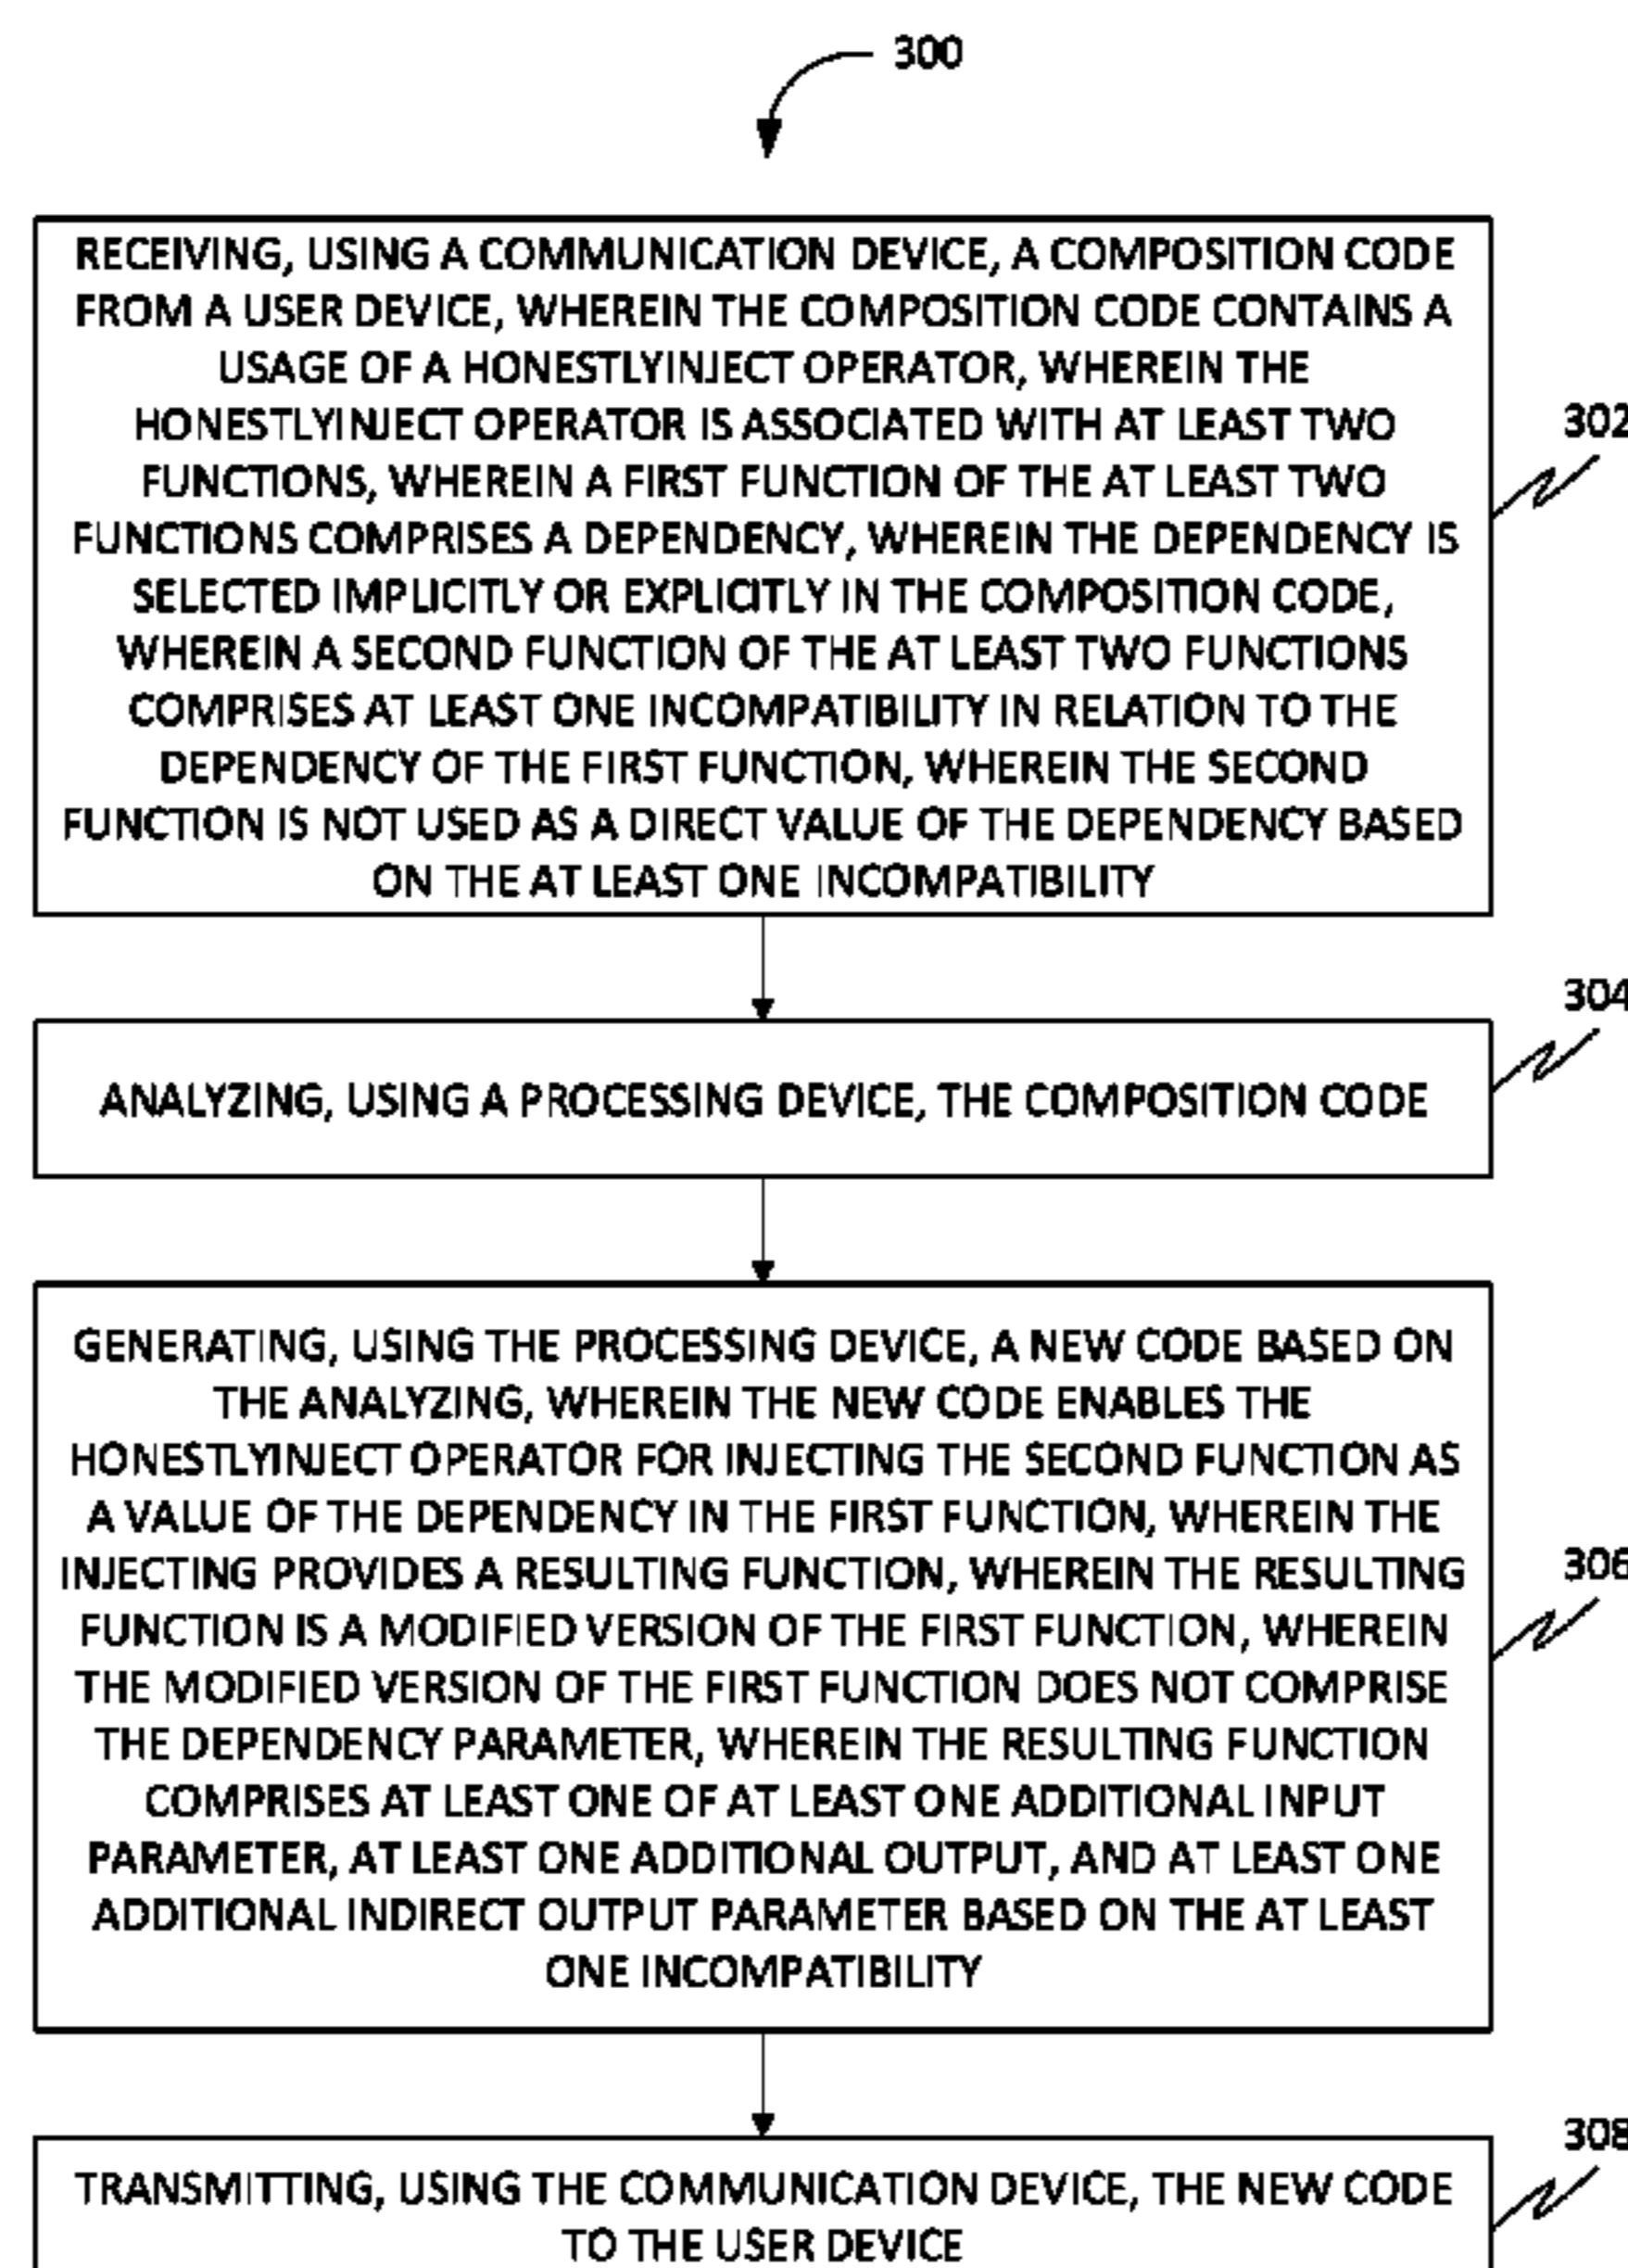 300
RECEIVING, USING A COMMUNICATION DEVICE, A COMPOSITION CODE
FROM A USER DEVICE, WHEREIN THE COMPOSITION CODE CONTAINS A
USAGE OF A HONESTLYINJECT OPERATOR, WHEREIN THE
HONESTLYINJECT OPERATOR IS ASSOCIATED WITH AT LEAST TWO
FUNCTIONS, WHEREIN A FIRST FUNCTION OF THE AT LEAST TWO
FUNCTIONS COMPRISES A DEPENDENCY, WHEREIN THE DEPENDENCY IS
SELECTED IMPLICITLY OR EXPLICITLY IN THE COMPOSITION CODE,
WHEREIN A SECOND FUNCTION OF THE AT LEAST TWO FUNCTIONS
COMPRISES AT LEAST ONE INCOMPATIBILITY IN RELATION TO THE
DEPENDENCY OF THE FIRST FUNCTION, WHEREIN THE SECOND
FUNCTION IS NOT USED AS A DIRECT VALUE OF THE DEPENDENCY BASED
ON THE AT LEAST ONE INCOMPATIBILITY
302
304
ANALYZING, USING A PROCESSING DEVICE, THE COMPOSITION CODE
GENERATING, USING THE PROCESSING DEVICE, A NEW CODE BASED ON
THE ANALYZING, WHEREIN THE NEW CODE ENABLES THE
HONESTLYINJECT OPERATOR FOR INJECTING THE SECOND FUNCTION AS
A VALUE OF THE DEPENDENCY IN THE FIRST FUNCTION, WHEREIN THE
INJECTING PROVIDES A RESULTING FUNCTION, WHEREIN THE RESULTING
FUNCTION IS A MODIFIED VERSION OF THE FIRST FUNCTION, WHEREIN
THE MODIFIED VERSION OF THE FIRST FUNCTION DOES NOT COMPRISE
THE DEPENDENCY PARAMETER, WHEREIN THE RESULTING FUNCTION
COMPRISES AT LEAST ONE OF AT LEAST ONE ADDITIONAL INPUT
PARAMETER, AT LEAST ONE ADDITIONAL OUTPUT, AND AT LEAST ONE
ADDITIONAL INDIRECT OUTPUT PARAMETER BASED ON THE AT LEAST
ONE INCOMPATIBILITY
306
308
TRANSMITTING, USING THE COMMUNICATION DEVICE, THE NEW CODE
TO THE USER DEVICE